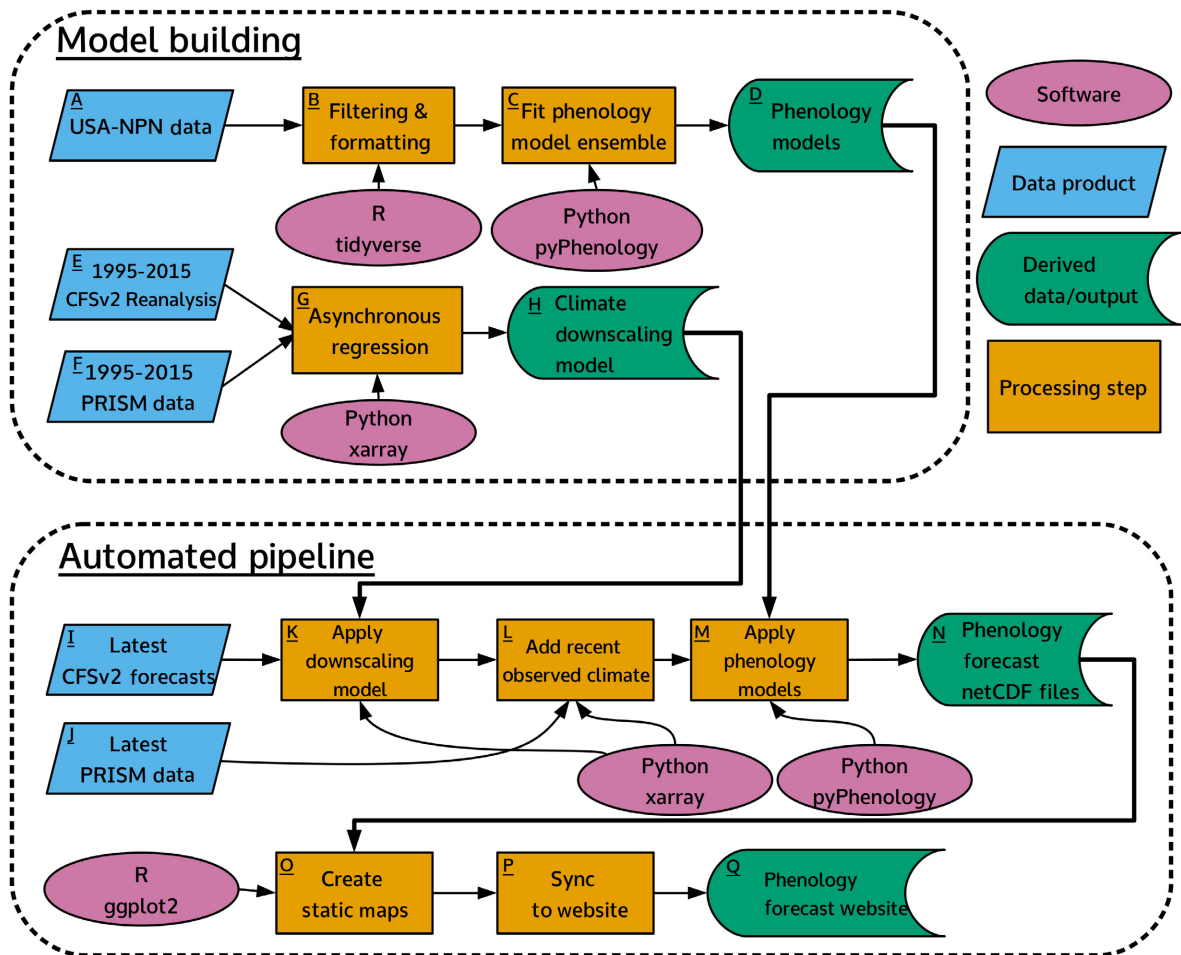 Model building
A
USA-NPN data
B
Filtering &
formatting
C
Fit phenology
model ensemble
D
Phenology
models
R
tidyverse
Python
pyPhenology
E
1995-2015
CFSv2 Reanalysis
F
1995-2015
PRISM data
G
Asynchronous
regression
H
Climate
downscaling
model
Python
xarray
Software
Data product
Derived
data/output
Processing step
Automated pipeline
I
Latest
CFSv2 forecasts
J
Latest
PRISM data
K
Apply
downscaling
model
L
Add recent
observed climate
M
Apply
phenology
models
N
Phenology
forecast
netCDF files
Python
xarray
Python
pyPhenology
R
ggplot2
O
Create
static maps
P
Sync
to website
Q
Phenology
forecast website